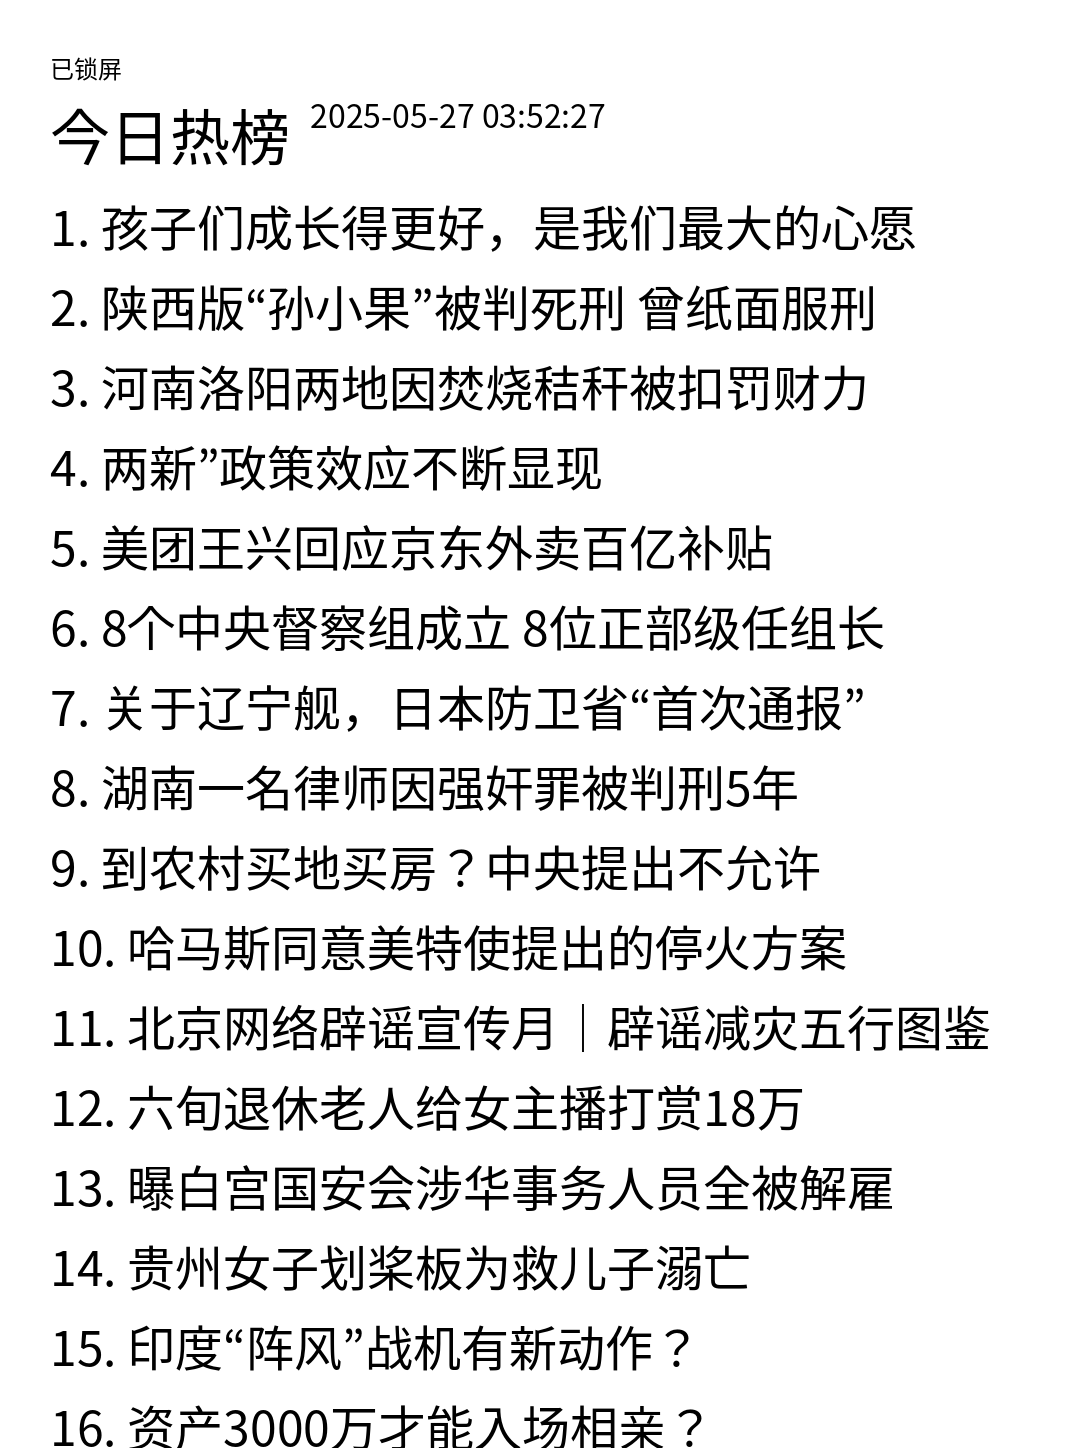 已锁屏
今日热榜 2025-05-27 03:52:27
1. 孩子们成长得更好，是我们最大的心愿
2. 陕西版“孙小果”被判死刑 曾纸面服刑
3. 河南洛阳两地因焚烧秸秆被扣罚财力
4. 两新”政策效应不断显现
5. 美团王兴回应京东外卖百亿补贴
6. 8个中央督察组成立 8位正部级任组长
7. 关于辽宁舰，日本防卫省“首次通报”
8. 湖南一名律师因强奸罪被判刑5年
9. 到农村买地买房？中央提出不允许
10. 哈马斯同意美特使提出的停火方案
11. 北京网络辟谣宣传月｜辟谣减灾五行图鉴
12. 六旬退休老人给女主播打赏18万
13. 曝白宫国安会涉华事务人员全被解雇
14. 贵州女子划桨板为救儿子溺亡
15. 印度“阵风”战机有新动作？
16. 资产3000万才能入场相亲？